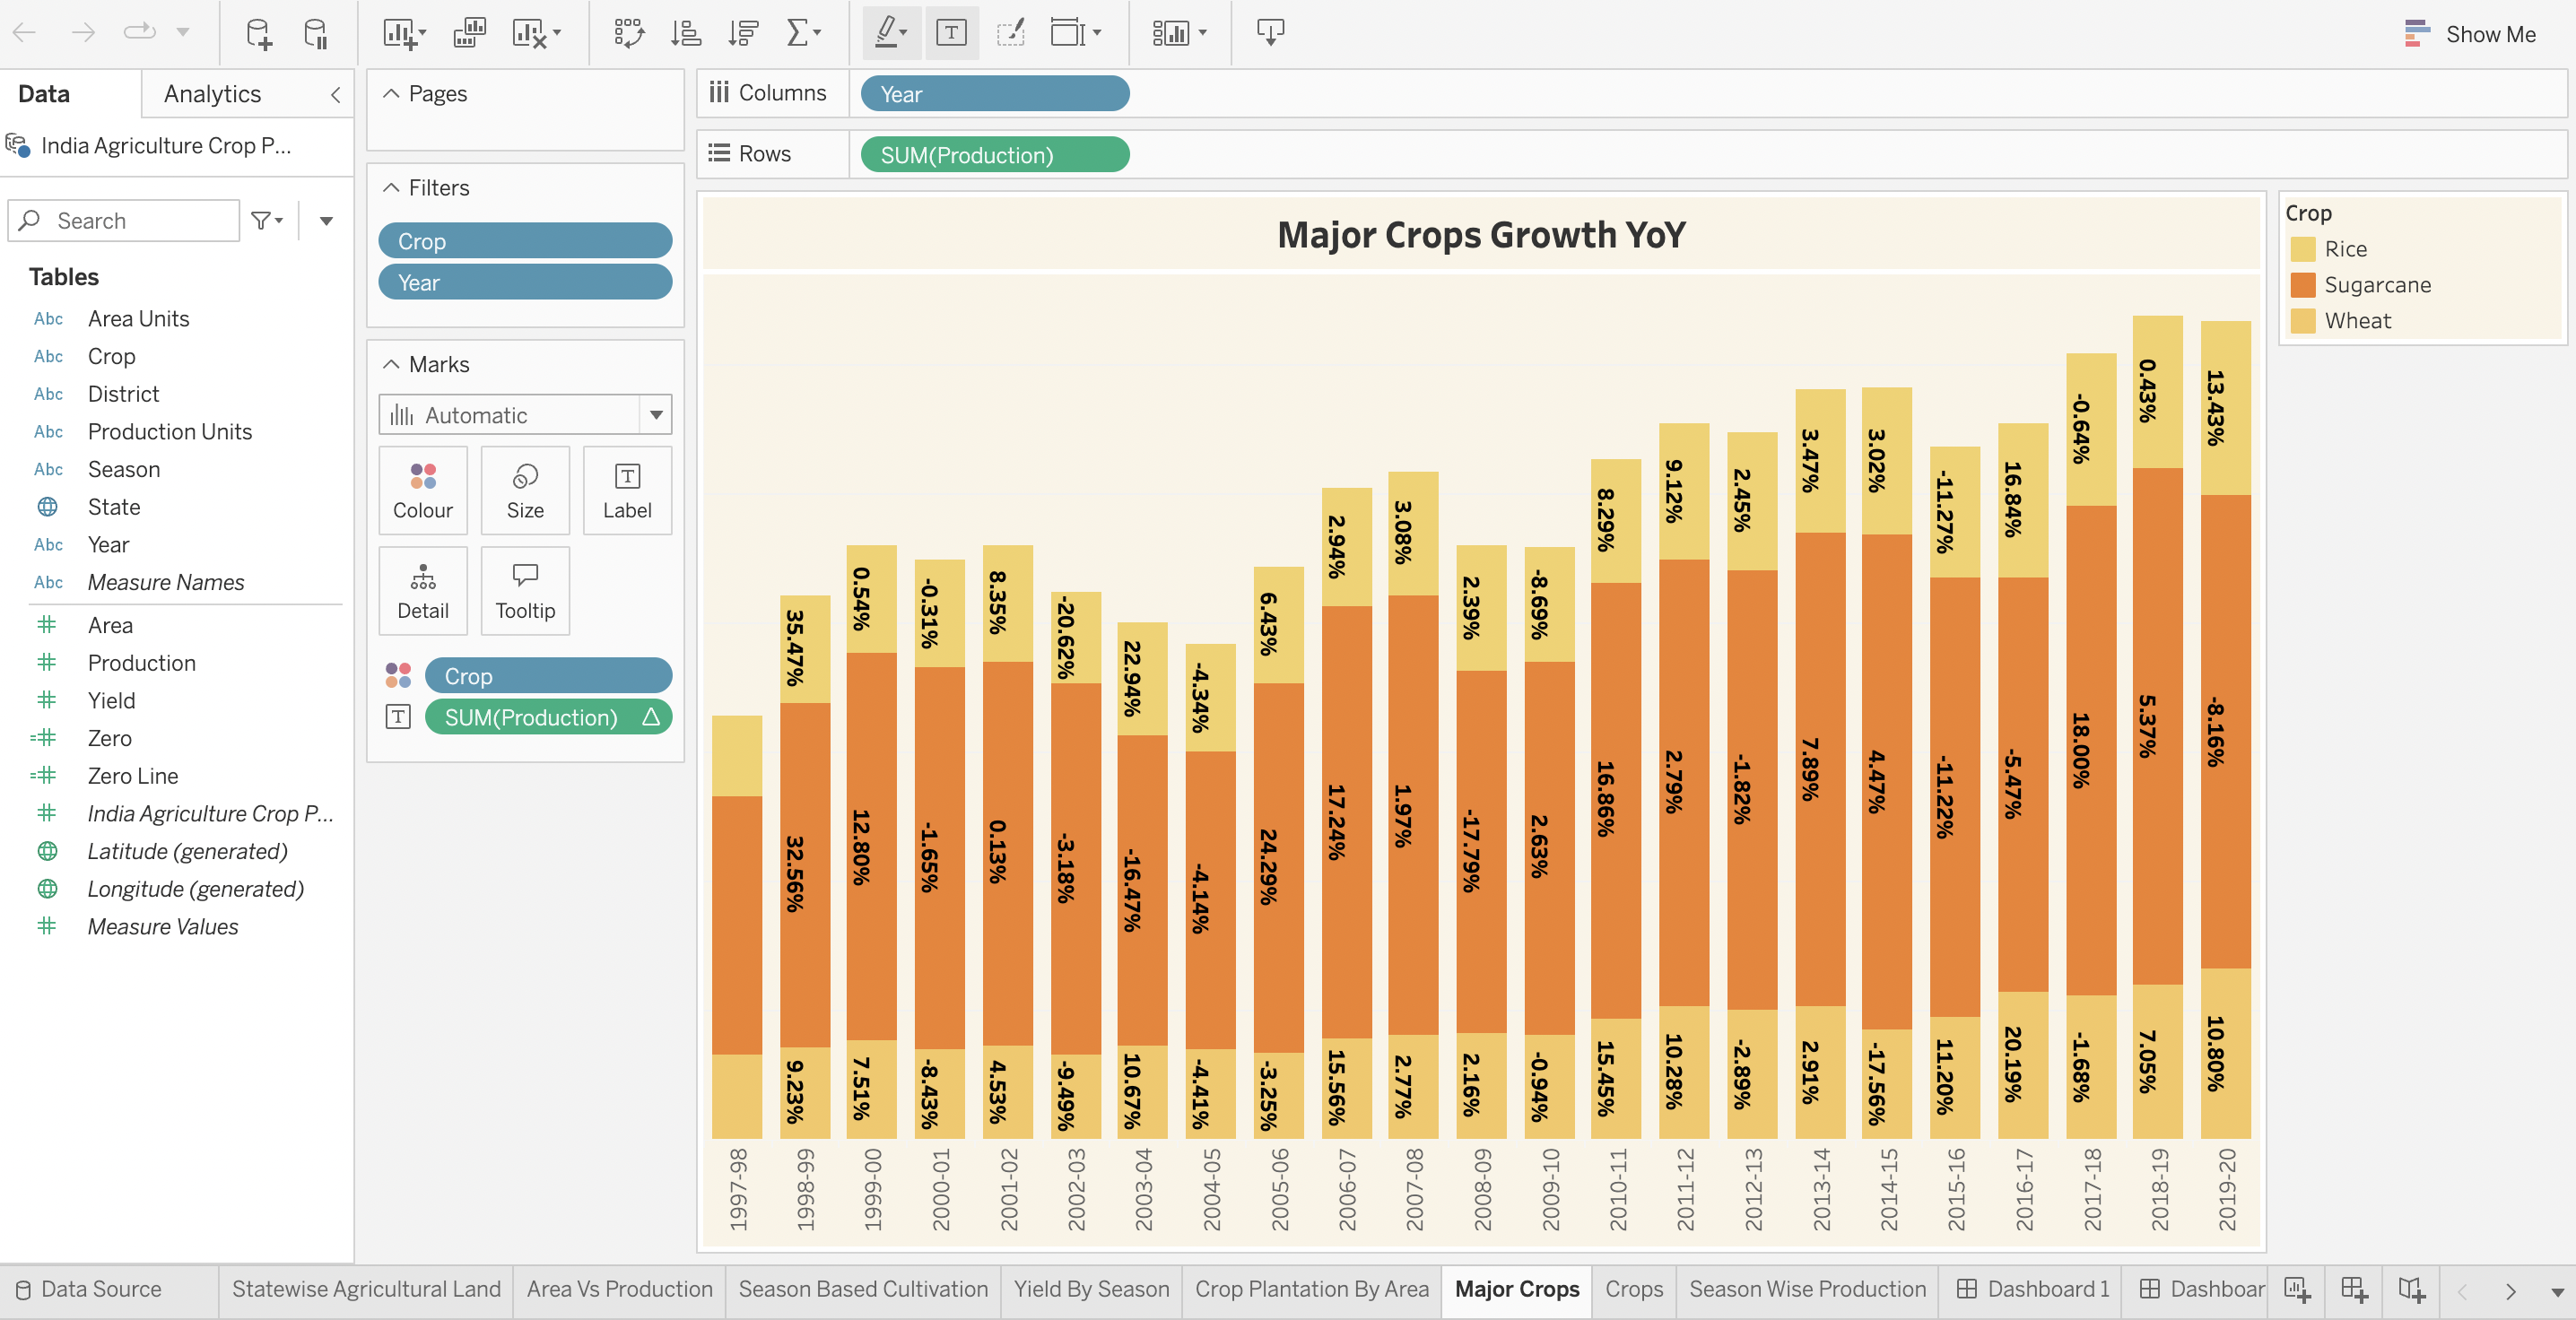 Show Me
Data
Analytics
India Agriculture Crop P...
Search
Tables
Abc Area Units
Abc Crop
Abc District
Abc Production Units
Abc Season
State
Abc Year
Abc Measure Names
Area
Production
Yield
Zero
Zero Line
India Agriculture Crop P...
Latitude (generated)
Longitude (generated)
Measure Values
Pages
Filters
Crop
Year
Marks
Automatic
Colour Size Label
Detail Tooltip
Crop
SUM(Production)
Columns Year
Rows SUM(Production)
Major Crops Growth YoY
35.47% 0.54% -0.31% 8.35% -20.62% 22.94% -4.34% 6.43% 2.94% 3.08% 2.39% -8.69% 8.29% 9.12% 2.45% 3.47% 3.02% -11.27% 16.84% -0.64% 0.43% 13.43%
32.56% 12.80% -1.65% 0.13% -3.18% -16.47% -4.14% 24.29% 17.24% 1.97% -17.79% 2.63% 16.86% 2.79% -1.82% 7.89% 4.47% -11.22% -5.47% 18.00% 5.37% -8.16%
9.23% 7.51% -8.43% 4.53% -9.49% 10.67% -4.41% -3.25% 15.56% 2.77% 2.16% -0.94% 15.45% 10.28% -2.89% 2.91% -17.56% 11.20% 20.19% -1.68% 7.05% 10.80%
1997-98 1998-99 1999-00 2000-01 2001-02 2002-03 2003-04 2004-05 2005-06 2006-07 2007-08 2008-09 2009-10 2010-11 2011-12 2012-13 2013-14 2014-15 2015-16 2016-17 2017-18 2018-19 2019-20
Crop
Rice
Sugarcane
Wheat
Data Source Statewise Agricultural Land Area Vs Production Season Based Cultivation Yield By Season Crop Plantation By Area Major Crops Crops Season Wise Production Dashboard 1 Dashboar